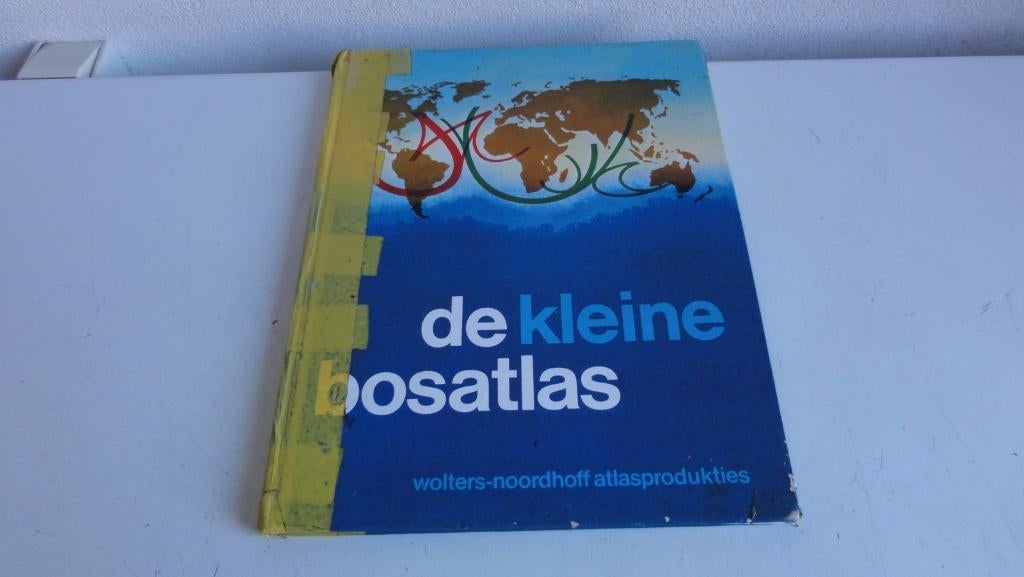 de kleine
bosatlas
wolters-noordhoff atlasprodukties